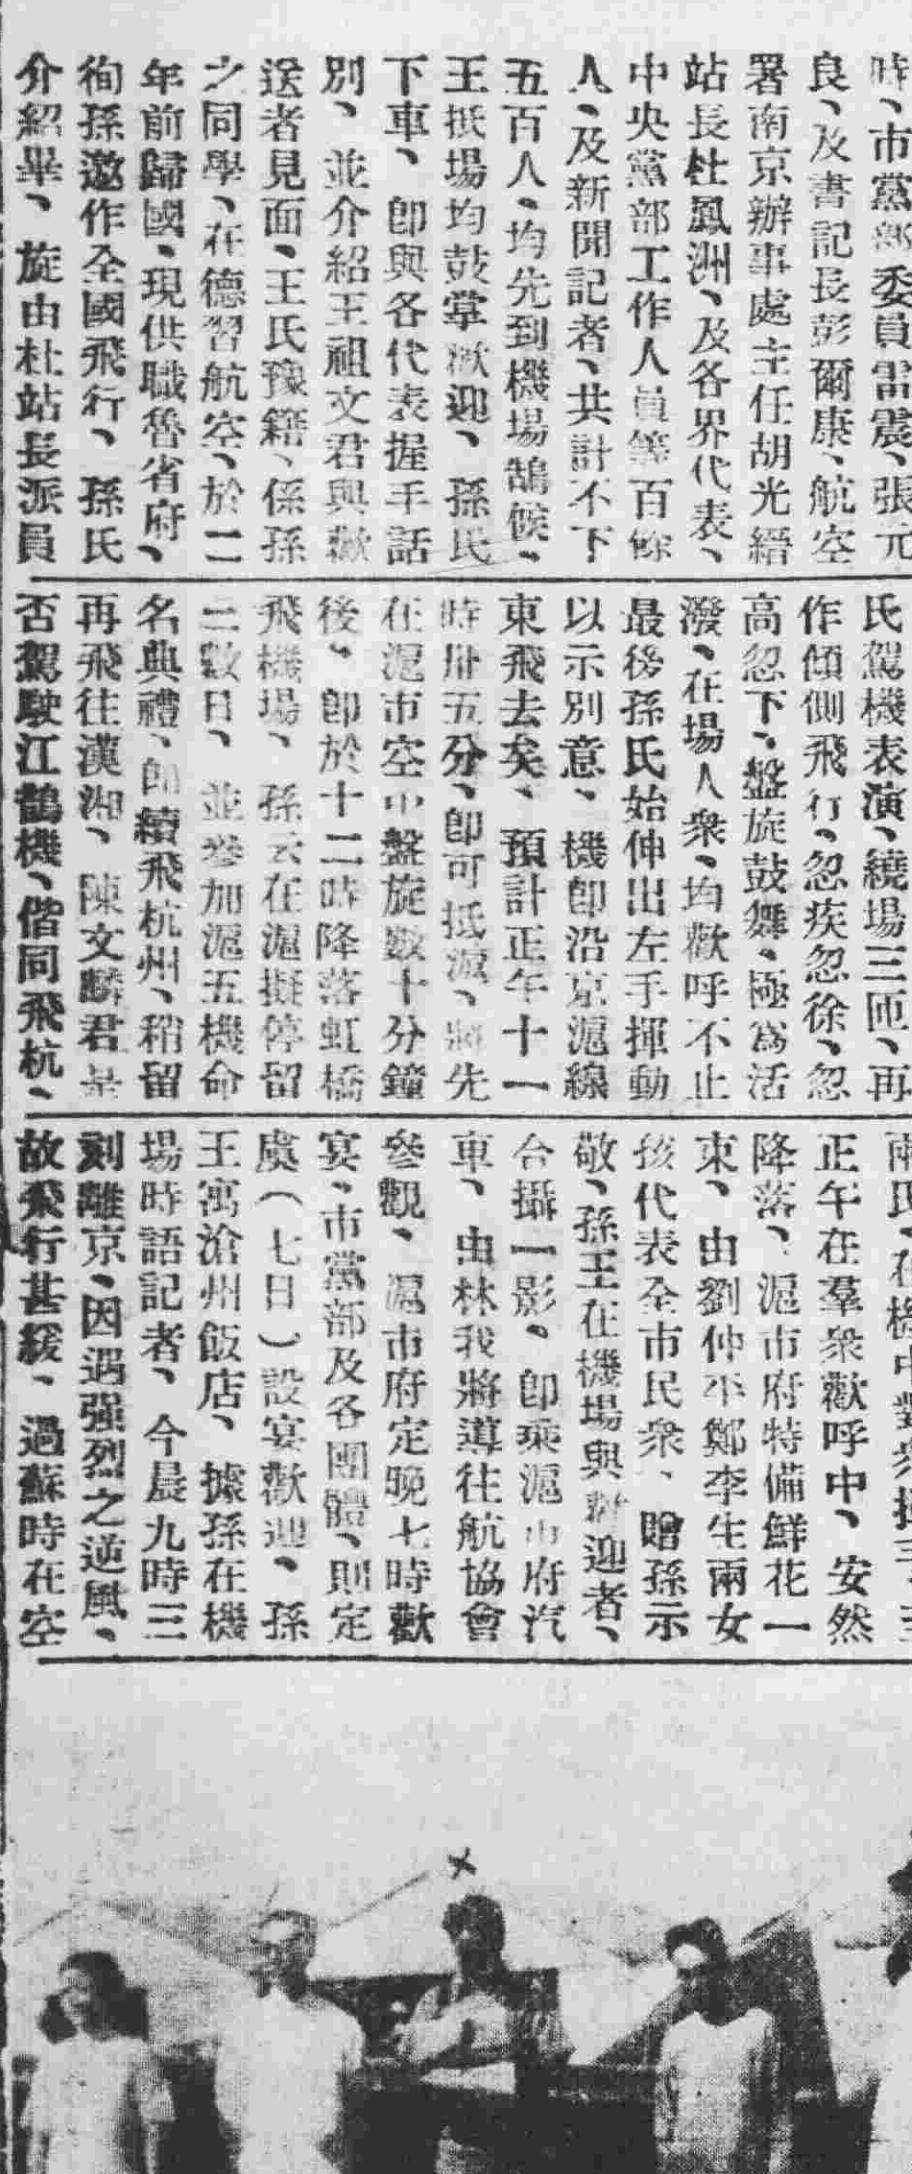 時、市黨部委員雷震、張元
良、及書記長彭爾康、航空
署南京辦事處主任胡光縉
站長杜鳳洲、及各界代表、
中央黨部工作人員等百餘
人、及新聞記者、共計不下
五百人、均先到機場鵠候、
王抵場均鼓掌歡迎、孫氏
下車、卽與各代表握手話
別、並介紹王祖文君與歡
送者見面、王氏豫籍、係孫
之同學、在德習航空、於二
年前歸國、現供職魯省府、
徇孫邀作全國飛行、孫氏
介紹畢、旋由杜站長派員
氏駕機表演、繞場三匝、再
作傾側飛行、忽疾忽徐、忽
高忽下、盤旋鼓舞、極爲活
潑、在場人衆、均歡呼不止
最後孫氏始伸出左手揮動
以示別意、機卽沿京滬線
東飛去矣、預計正午十一
時卅五分、卽可抵滬、將先
在滬市空中盤旋数十分鐘
後、卽於十二時降落虹橋
飛機場、孫云在滬擬停留
二數日、並參加滬五機命
名典禮、卽續飛杭州、稍留
再飛往漢湘、陳文麟君是
否駕駛江鶴機、偕同飛杭、
兩氏、在機中對衆
正午在羣衆歡呼中、安然
降落、滬市府特備鮮花一
束、由劉仲平鄭李生兩女
孩代表全市民衆、贈孫示
敬、孫王在機場與歡迎者、
合攝一影、卽乘滬市府汽
車、由林我將導往航協會
參觀、滬市府定晚七時歡
宴、市黨部及各團體、則定
虞（七日）設宴歡迎、孫
王寓滄州飯店、據孫在機
場時語記者、今晨九時三
刻離京、因遇强烈之逆風、
故飛行甚緩、過蘇時在空